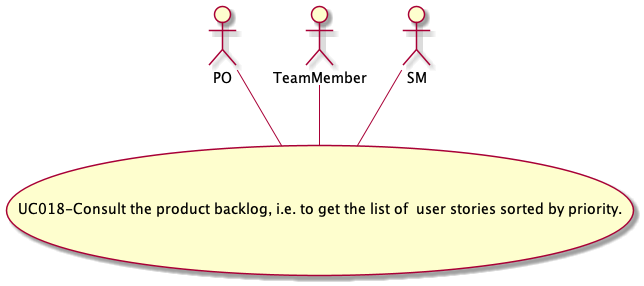 PO TeamMember SM
UC018-Consult the product backlog, i.e. to get the list of  user stories sorted by priority.